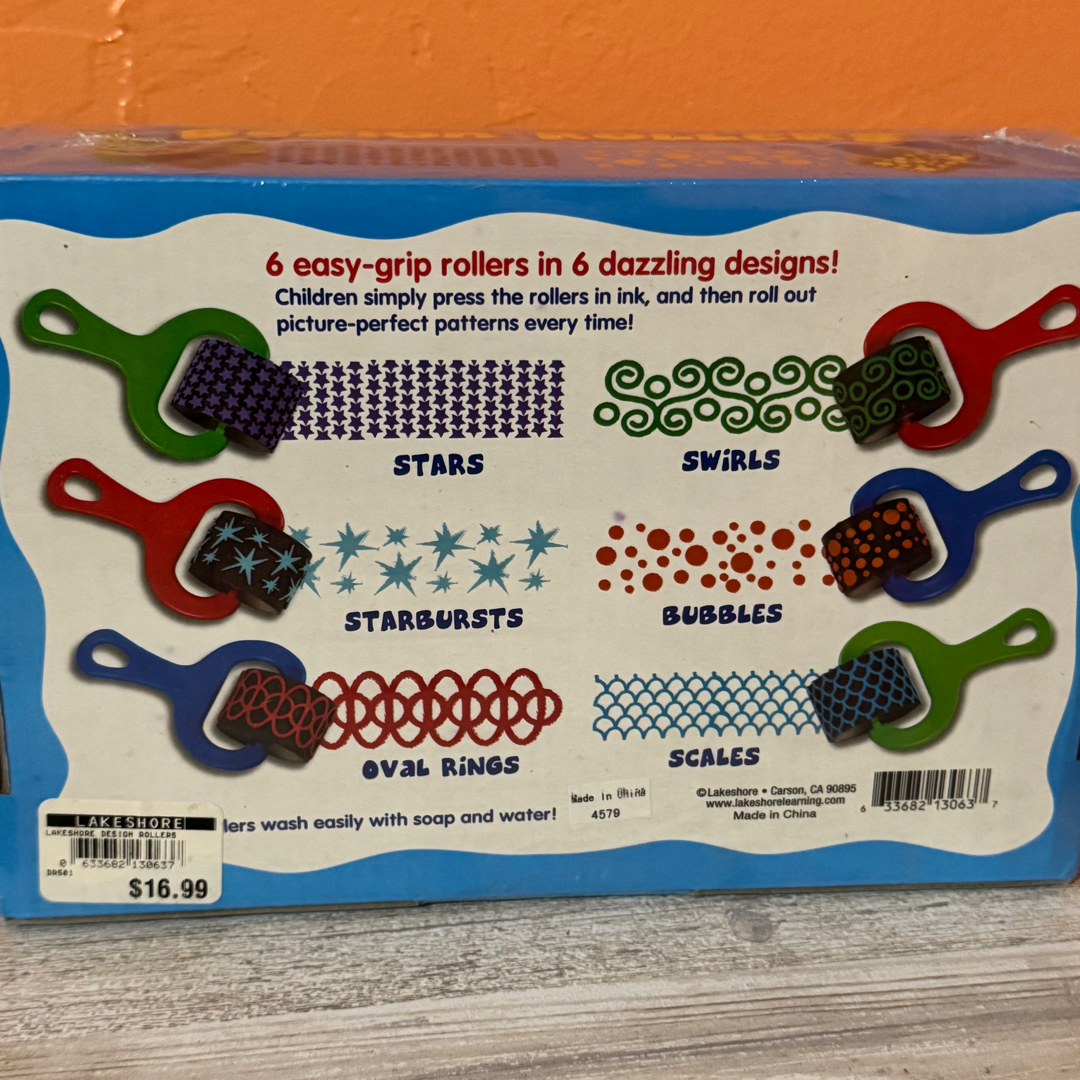 DESIGN ROLLERS
6 easy-grip rollers in 6 dazzling designs!
Children simply press the rollers in ink, and then roll out
picture-perfect patterns every time!
STARS
SWiRLS
STARBURSTS
BUBBLES
OVaL RiNGS
SCALES
lers wash easily with soap and water!
Made In China
4579
©Lakeshore • Carson, CA 90895
www.lakeshorelearning.com
Made in China
6 33682 13063 7
LAKESHORE
LAKESHORE DESIGN ROLLERS
0 633682 130637
$16.99